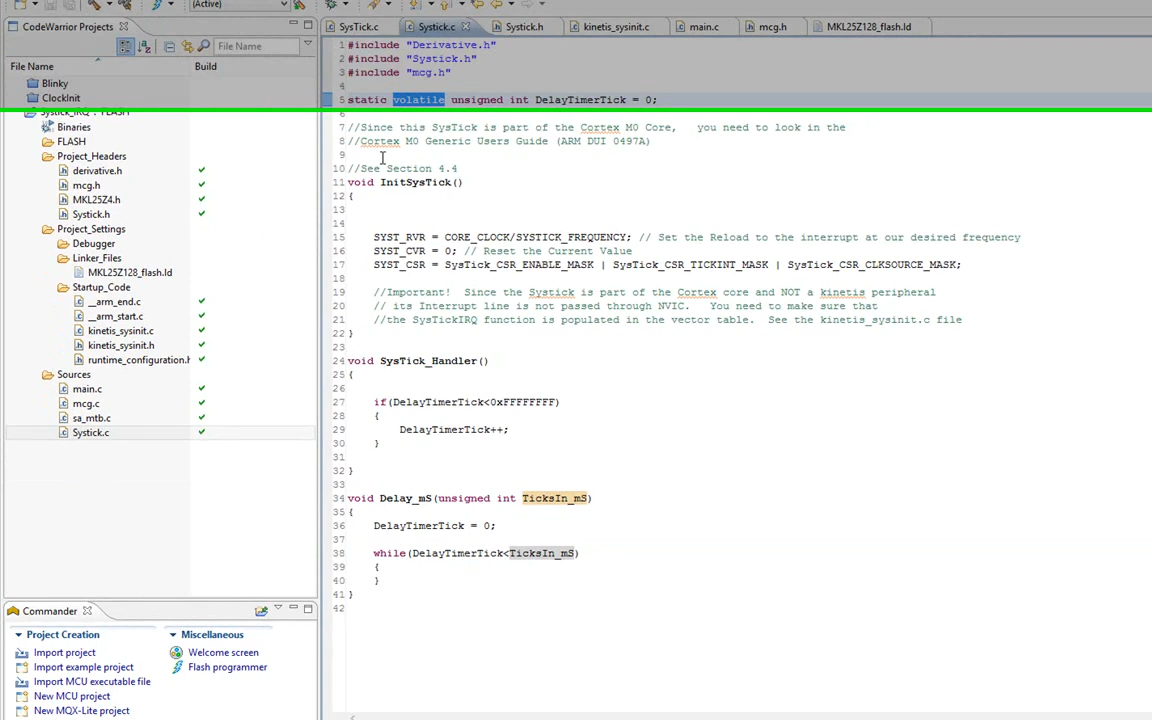 (Active)
CodeWarrior Projects
SysTick.c
Systick.c
Systick.h
kinetis_sysinit.c
main.c
mcg.h
MKL25Z128_flash.ld
File Name
File Name
Build
Blinky
ClockInit
Systick_IRQ : FLASH
Binaries
FLASH
Project_Headers
derivative.h
mcg.h
MKL25Z4.h
Systick.h
Project_Settings
Debugger
Linker_Files
MKL25Z128_flash.ld
Startup_Code
__arm_end.c
__arm_start.c
kinetis_sysinit.c
kinetis_sysinit.h
runtime_configuration.h
Sources
main.c
mcg.c
sa_mtb.c
Systick.c
1 #include "Derivative.h"
2 #include "Systick.h"
3 #include "mcg.h"
4
5 static volatile unsigned int DelayTimerTick = 0;
6
7 //Since this SysTick is part of the Cortex M0 Core,   you need to look in the
8 //Cortex M0 Generic Users Guide (ARM DUI 0497A)
9
10 //See Section 4.4
11 void InitSysTick()
12 {
13
14
15     SYST_RVR = CORE_CLOCK/SYSTICK_FREQUENCY; // Set the Reload to the interrupt at our desired frequency
16     SYST_CVR = 0; // Reset the Current Value
17     SYST_CSR = SysTick_CSR_ENABLE_MASK | SysTick_CSR_TICKINT_MASK | SysTick_CSR_CLKSOURCE_MASK;
18
19     //Important!  Since the Systick is part of the Cortex core and NOT a kinetis peripheral
20     // its Interrupt line is not passed through NVIC.   You need to make sure that
21     //the SysTickIRQ function is populated in the vector table.  See the kinetis_sysinit.c file
22 }
23
24 void SysTick_Handler()
25 {
26
27     if(DelayTimerTick<0xFFFFFFFF)
28     {
29         DelayTimerTick++;
30     }
31
32 }
33
34 void Delay_mS(unsigned int TicksIn_mS)
35 {
36     DelayTimerTick = 0;
37
38     while(DelayTimerTick<TicksIn_mS)
39     {
40     }
41 }
42
Commander
Project Creation
Import project
Import example project
Import MCU executable file
New MCU project
New MQX-Lite project
Miscellaneous
Welcome screen
Flash programmer